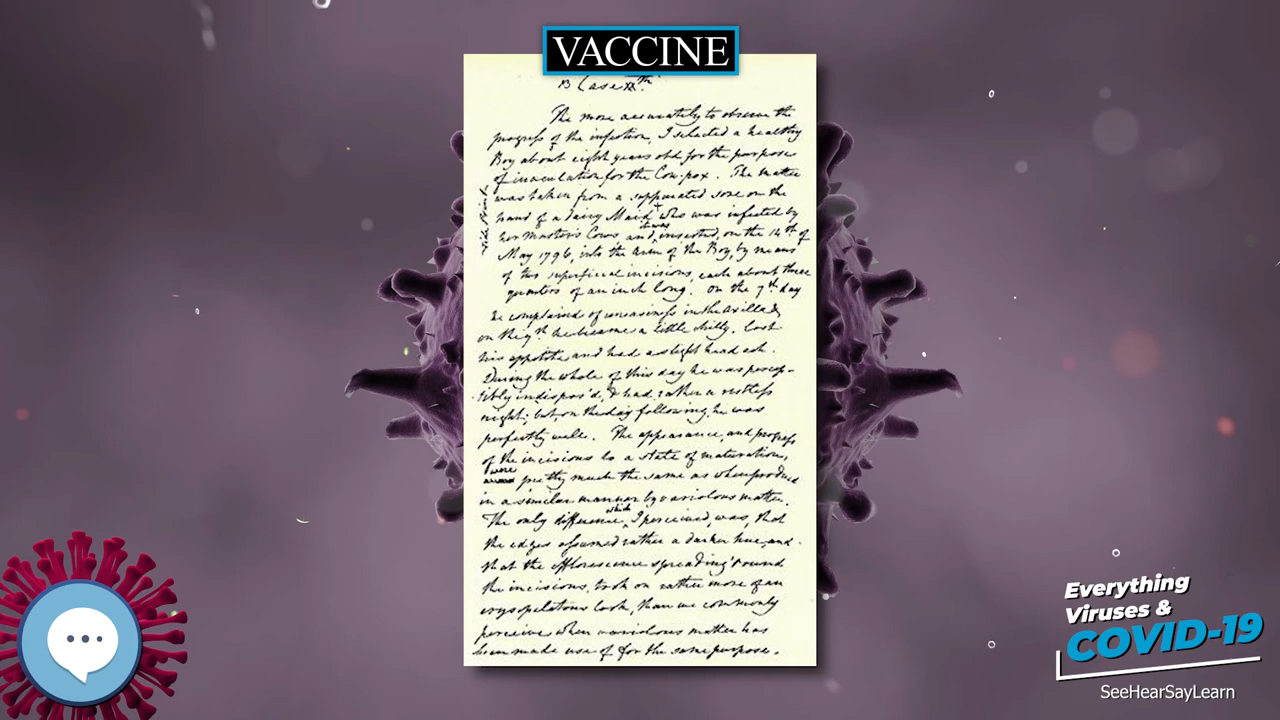 VACCINE
B Case XXth.
The more accurately to observe the
progress of the infection, I selected a healthy
Boy about eight years old for the purpose
of inoculation for the Cow-pox. The matter
was taken from a suppurated sore on the
hand of a dairy Maid who was infected by
her Master's Cows and it was inserted, on the 14th of
May 1796, into the arm of the Boy, by means
of two superficial incisions, each about three
quarters of an inch long. On the 7th day
he complained of uneasiness in the axilla &
on the 9th he became a little chilly, lost
his appetite, and had a slight head ach.
During the whole of this day he was percep-
tibly indispos'd, & had rather a restless
night; but, on the day following, he was
perfectly well. The appearance and progress
of the incisions to a state of maturation,
were pretty much the same as when produced
in a similar manner by variolous matter.
The only difference which I perceived, was, that
the edges assumed rather a darker hue, and
that the efflorescence spreading round
the incisions, took on rather more of an
erysipelatous look, than we commonly
perceive when variolous matter has
been made use of for the same purpose.
Everything
Viruses &
COVID-19
SeeHearSayLearn